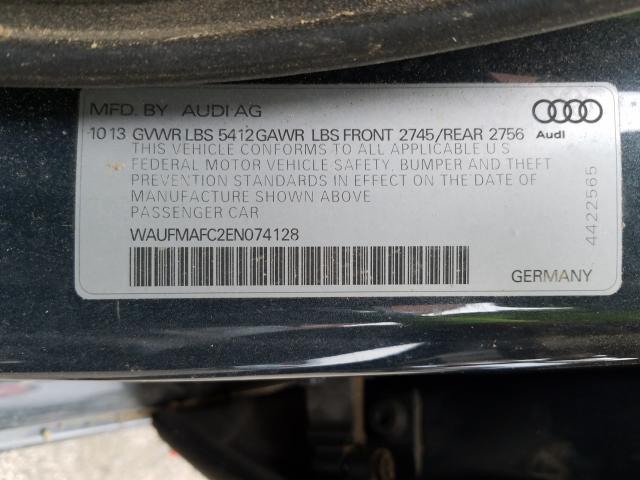 MFD. BY AUDI AG
10 13 GVWR LBS 5412 GAWR LBS FRONT 2745/REAR 2756
Audi
THIS VEHICLE CONFORMS TO ALL APPLICABLE U S
FEDERAL MOTOR VEHICLE SAFETY, BUMPER AND THEFT
PREVENTION STANDARDS IN EFFECT ON THE DATE OF
MANUFACTURE SHOWN ABOVE
PASSENGER CAR
WAUFMAFC2EN074128
GERMANY
4422565